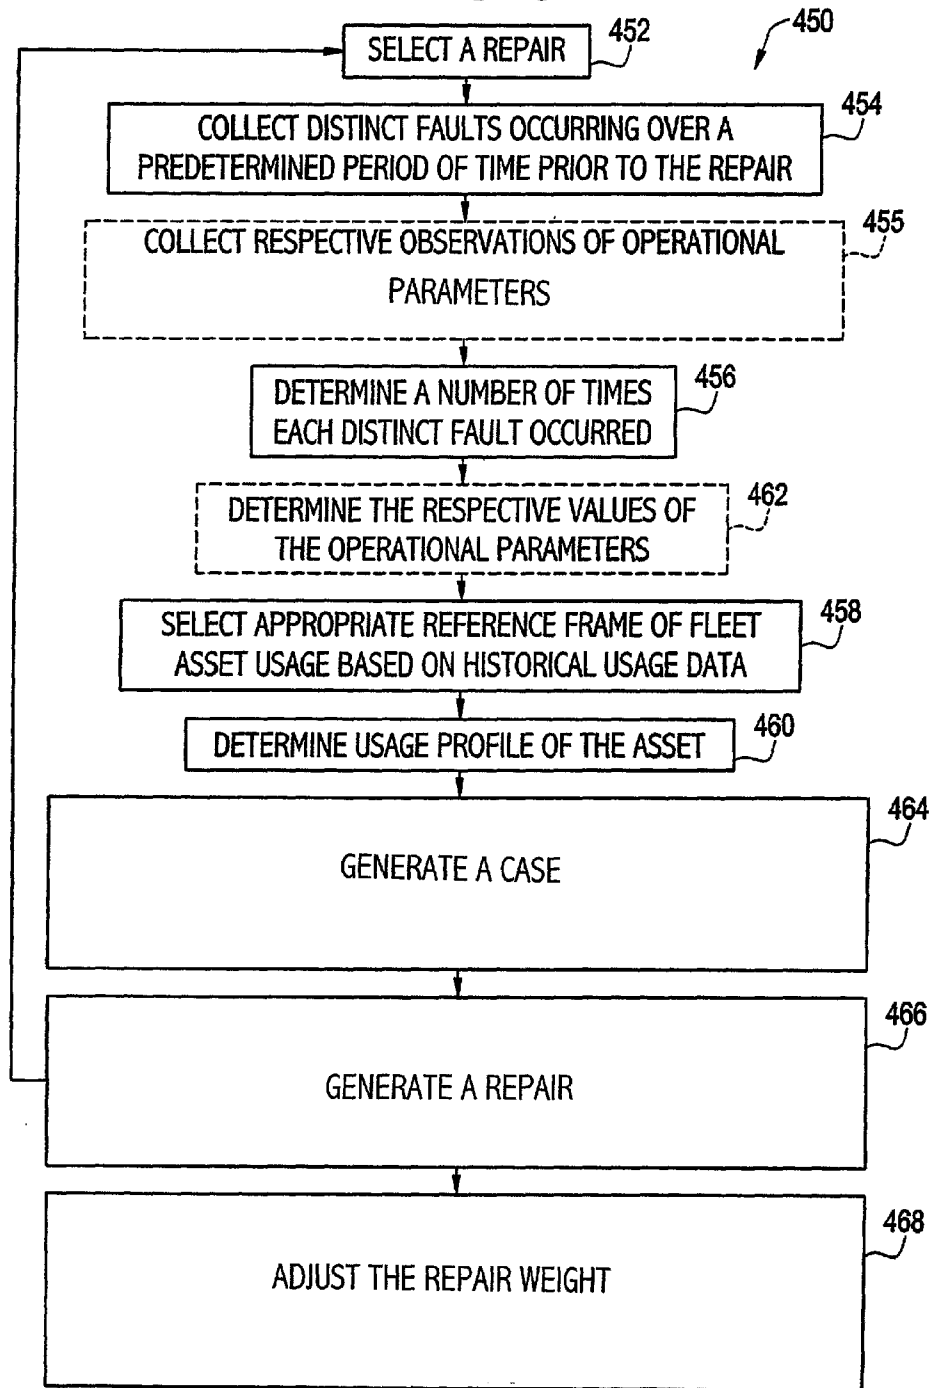 450
SELECT A REPAIR
452
COLLECT DISTINCT FAULTS OCCURRING OVER A
PREDETERMINED PERIOD OF TIME PRIOR TO THE REPAIR
454
COLLECT RESPECTIVE OBSERVATIONS OF OPERATIONAL
PARAMETERS
455
DETERMINE A NUMBER OF TIMES
EACH DISTINCT FAULT OCCURRED
456
DETERMINE THE RESPECTIVE VALUES OF
THE OPERATIONAL PARAMETERS
462
SELECT APPROPRIATE REFERENCE FRAME OF FLEET
ASSET USAGE BASED ON HISTORICAL USAGE DATA
458
DETERMINE USAGE PROFILE OF THE ASSET
460
GENERATE A CASE
464
GENERATE A REPAIR
466
ADJUST THE REPAIR WEIGHT
468